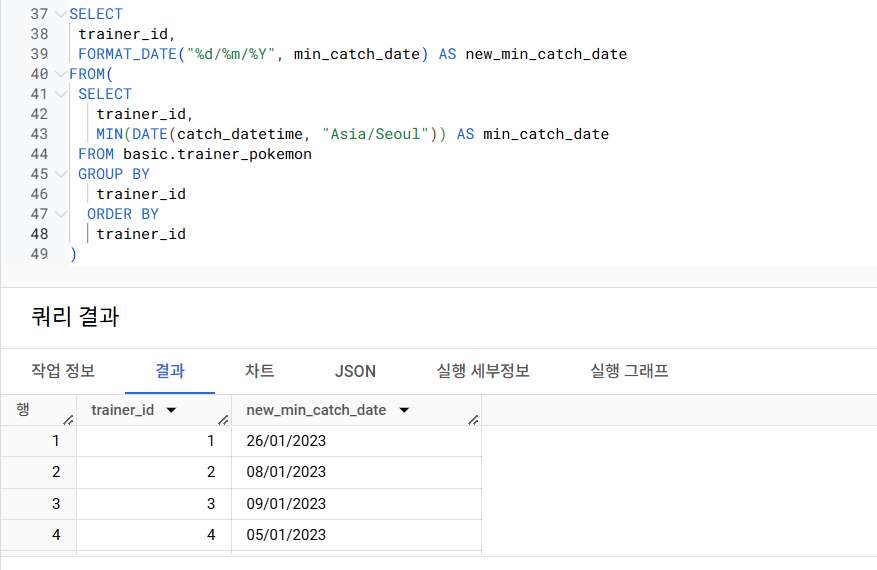 37 SELECT
38 trainer_id,
39 FORMAT_DATE("%d/%m/%Y", min_catch_date) AS new_min_catch_date
40 FROM(
41 SELECT
42 trainer_id,
43 MIN(DATE(catch_datetime, "Asia/Seoul")) AS min_catch_date
44 FROM basic.trainer_pokemon
45 GROUP BY
46 trainer_id
47 ORDER BY
48 trainer_id
49 )
쿼리 결과
작업 정보 결과 차트 JSON 실행 세부정보 실행 그래프
행 trainer_id new_min_catch_date
1 1 26/01/2023
2 2 08/01/2023
3 3 09/01/2023
4 4 05/01/2023